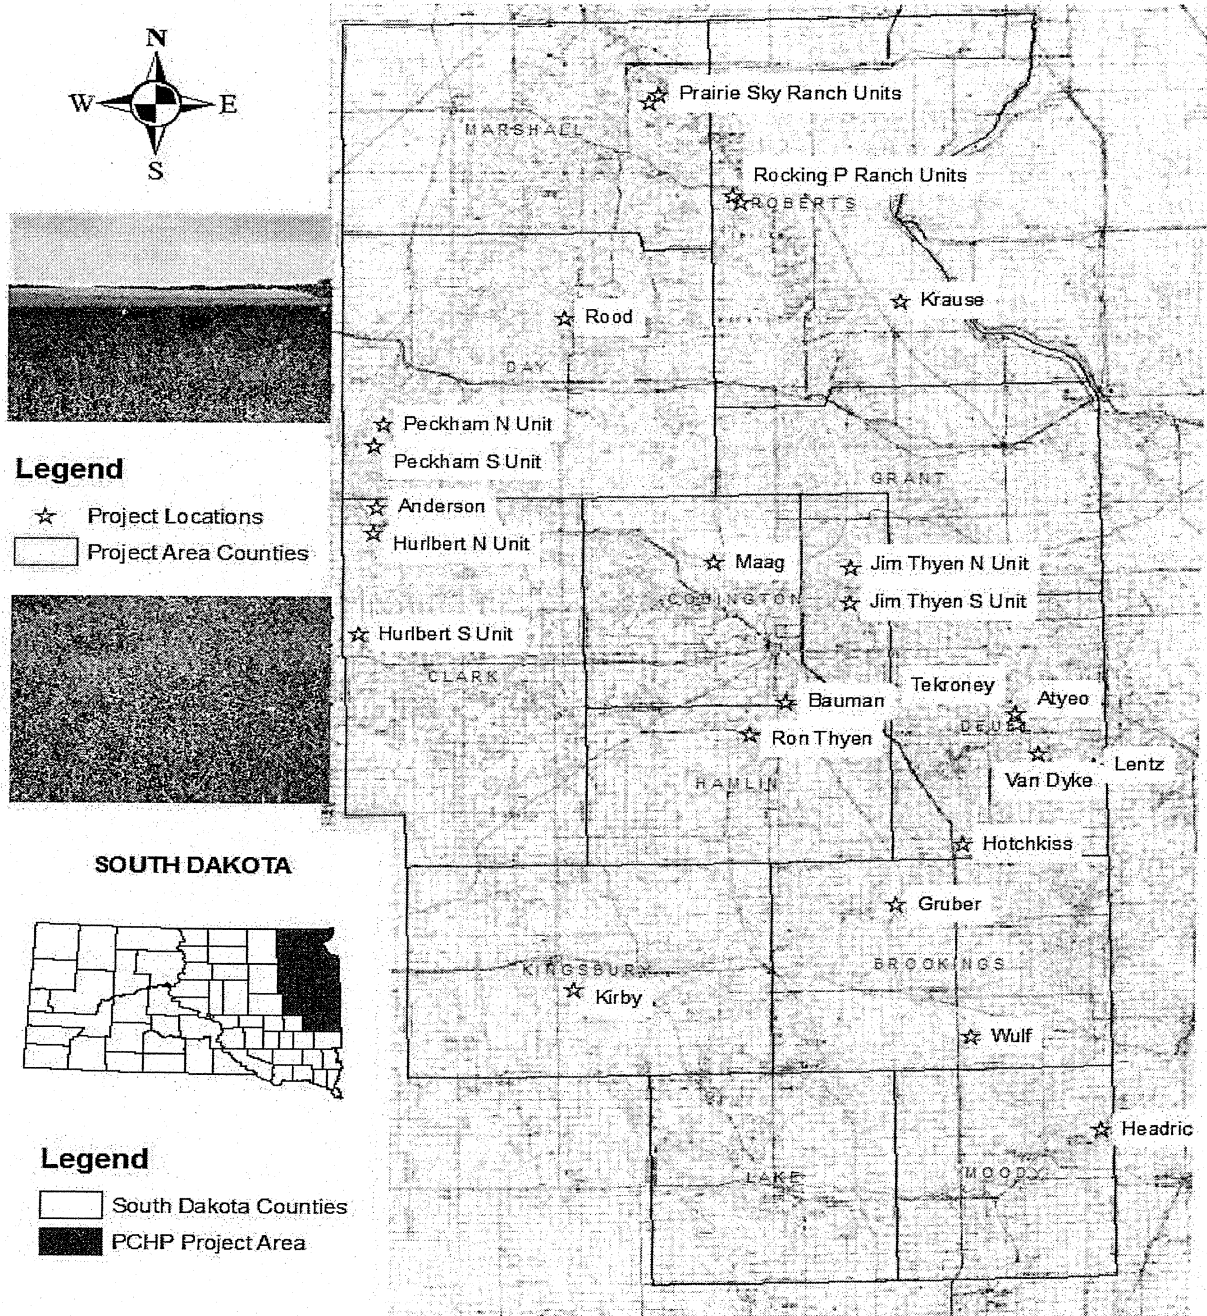 N
W E
S
Prairie Sky Ranch Units
MARSHALL
Rocking P Ranch Units
ROBERTS
Krause
Rood
DAY
Peckham N Unit
Peckham S Unit
Legend
Project Locations
Project Area Counties
GRANT
Anderson
Hurlbert N Unit
Maag
Jim Thyen N Unit
CODINGTON
Jim Thyen S Unit
Hurlbert S Unit
CLARK
Tekroney
Atyeo
Bauman
DEUEL
Ron Thyen
Lentz
Van Dyke
HAMLIN
Hotchkiss
SOUTH DAKOTA
Gruber
BROOKINGS
KINGSBURY
Kirby
Wulf
Headric
Legend
LAKE
MOODY
South Dakota Counties
PCHP Project Area